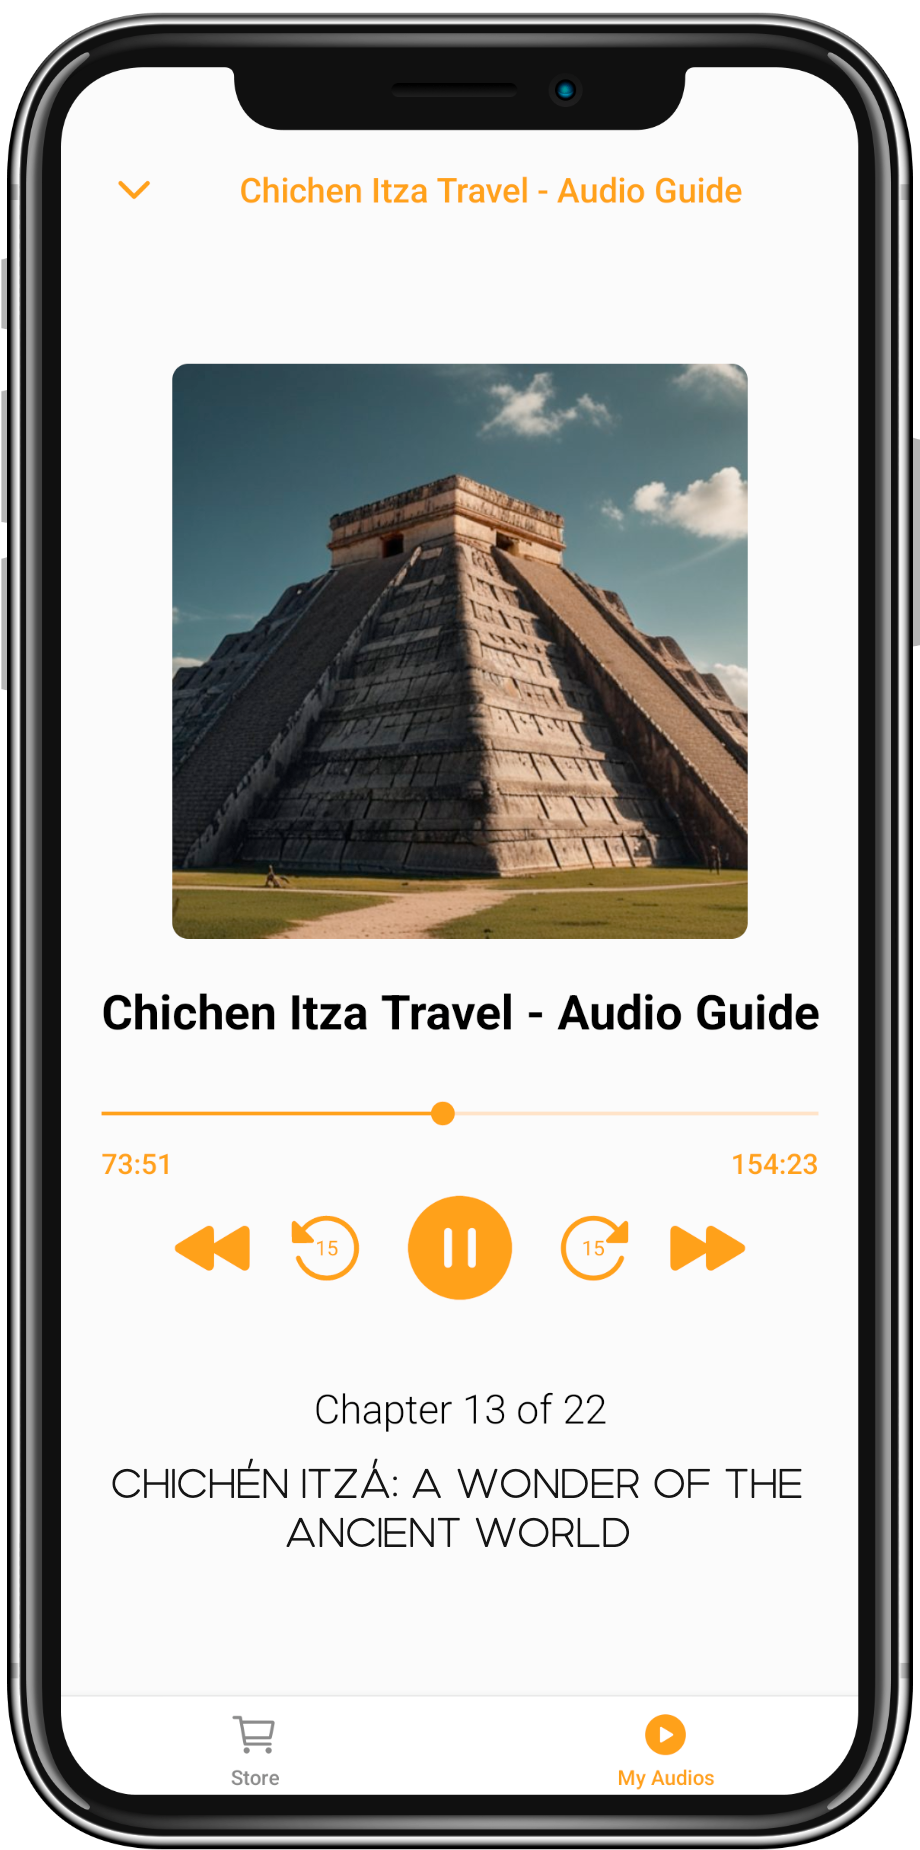 Chichen Itza Travel - Audio Guide
Chichen Itza Travel - Audio Guide
73:51 154:23
15 15
Chapter 13 of 22
CHICHÉN ITZÁ: A WONDER OF THE
ANCIENT WORLD
Store My Audios